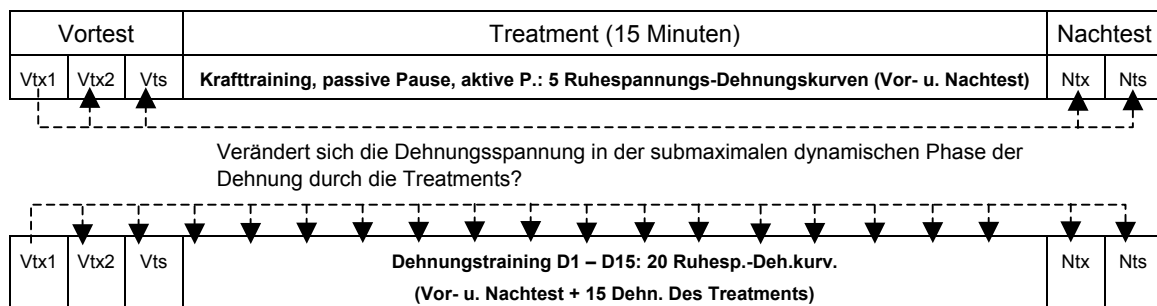 Vortest Treatment (15 Minuten) Nachtest
Vtx1 Vtx2 Vts Krafttraining, passive Pause, aktive P.: 5 Ruhespannungs-Dehnungskurven (Vor- u. Nachtest) Ntx Nts
Verändert sich die Dehnungsspannung in der submaximalen dynamischen Phase der
Dehnung durch die Treatments?
Vtx1 Vtx2 Vts Dehnungstraining D1 – D15: 20 Ruhesp.-Deh.kurv. Ntx Nts
(Vor- u. Nachtest + 15 Dehn. Des Treatments)